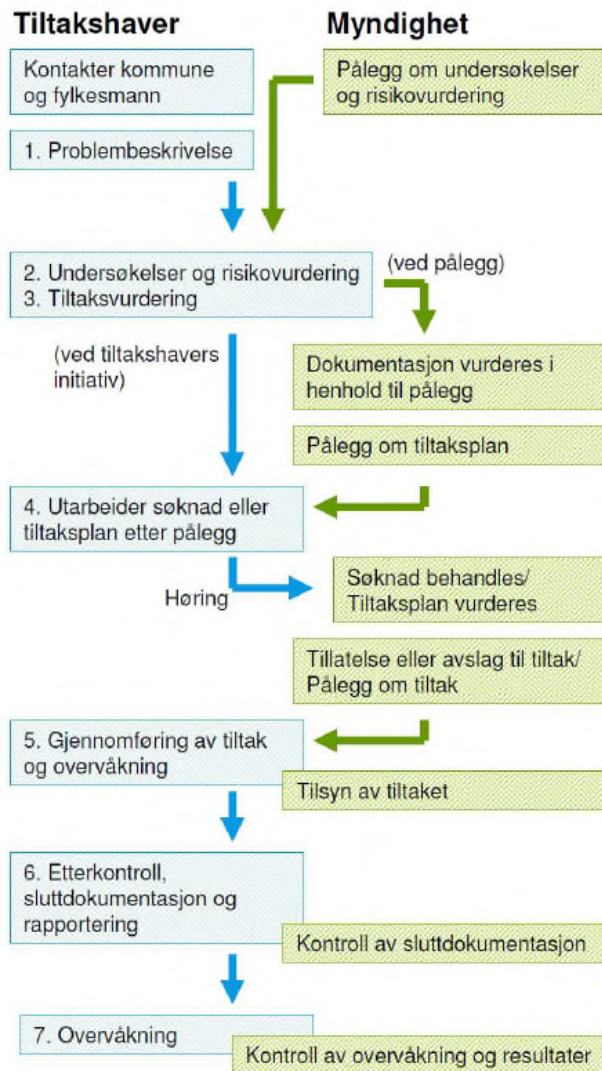 Tiltakshaver
Myndighet
Kontakter kommune
og fylkesmann
Pålegg om undersøkelser
og risikovurdering
1. Problembeskrivelse
2. Undersøkelser og risikovurdering
3. Tiltaksvurdering
(ved pålegg)
(ved tiltakshavers
initiativ)
Dokumentasjon vurderes i
henhold til pålegg
Pålegg om tiltaksplan
4. Utarbeider søknad eller
tiltaksplan etter pålegg
Høring
Søknad behandles/
Tiltaksplan vurderes
Tillatelse eller avslag til tiltak/
Pålegg om tiltak
5. Gjennomføring av tiltak
og overvåkning
Tilsyn av tiltaket
6. Etterkontroll,
sluttdokumentasjon og
rapportering
Kontroll av sluttdokumentasjon
7. Overvåkning
Kontroll av overvåkning og resultater